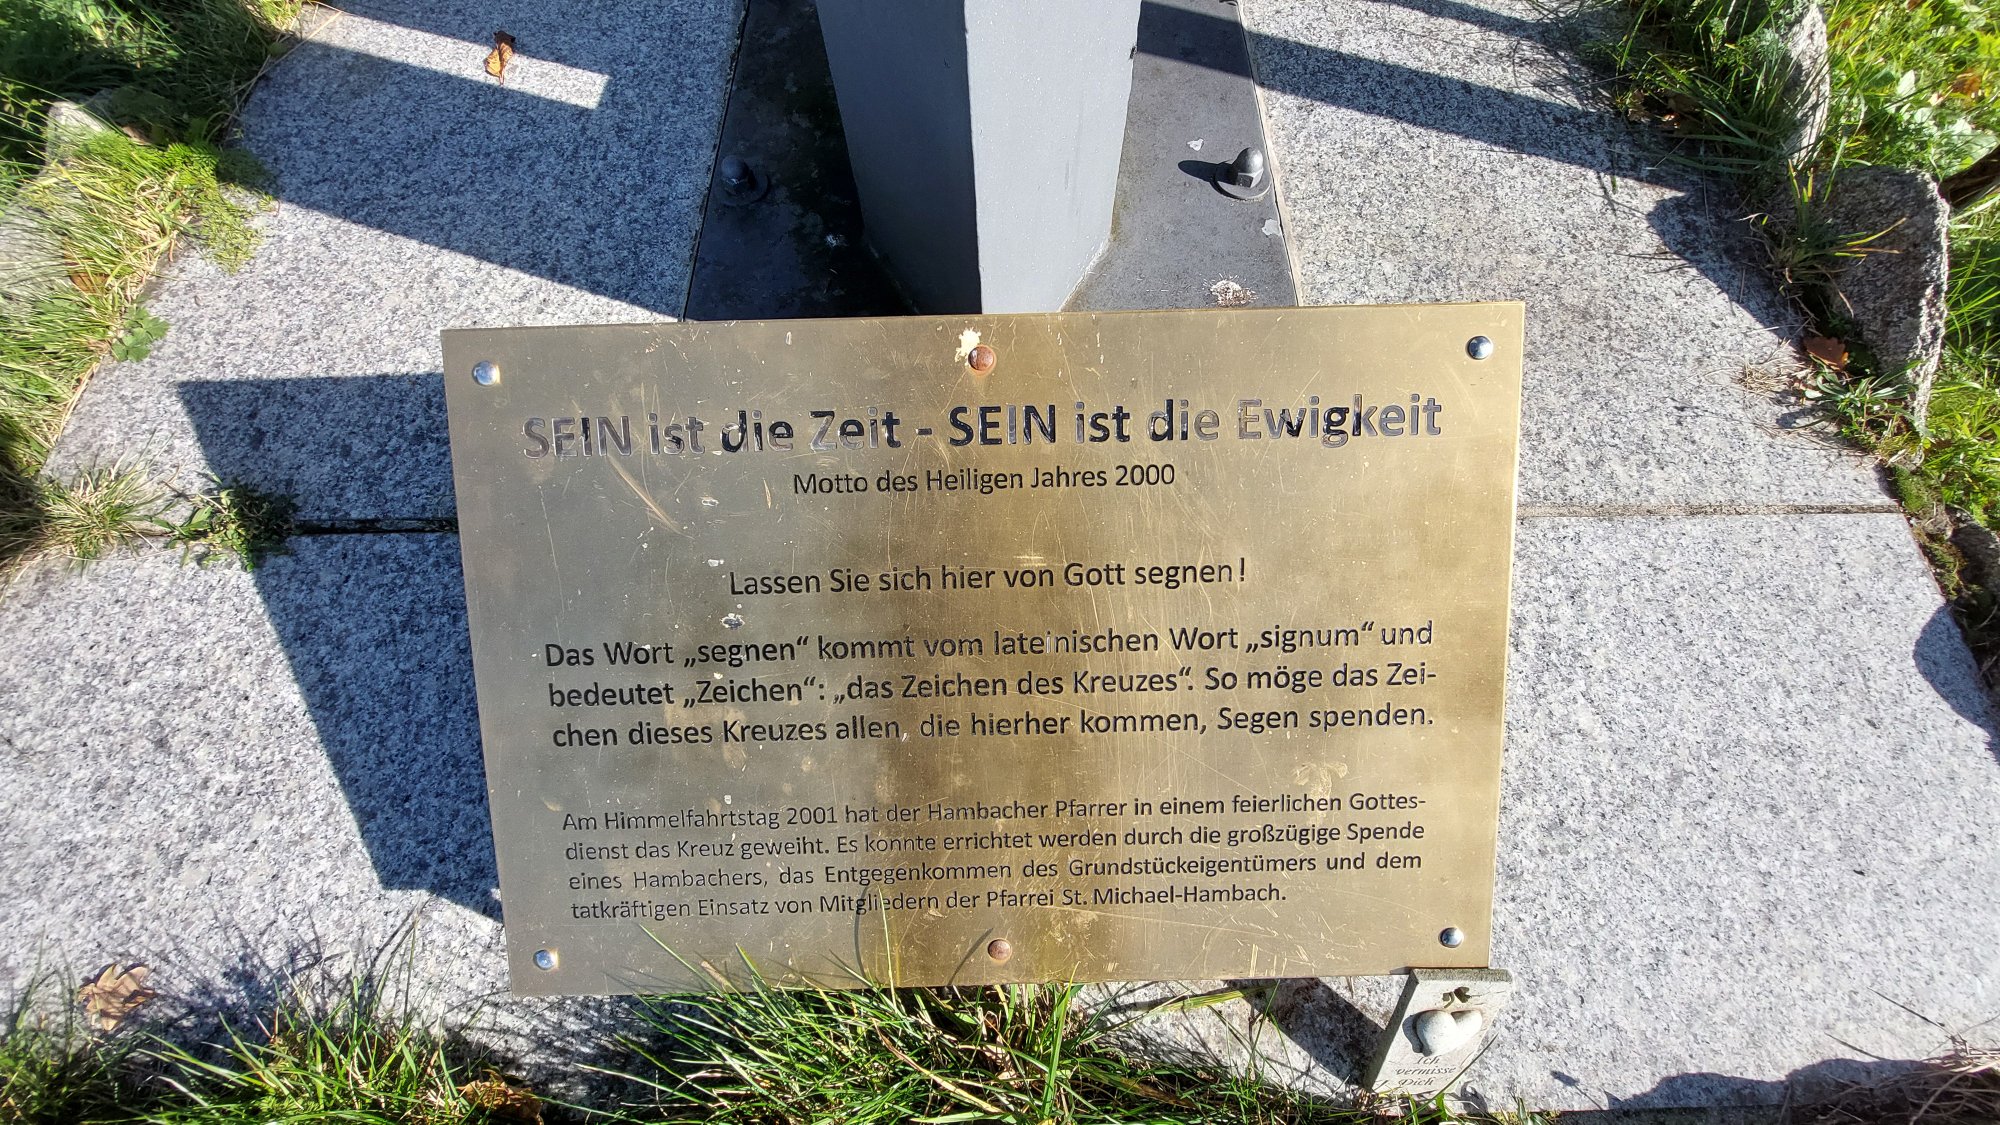 SEIN ist die Zeit - SEIN ist die Ewigkeit
Motto des Heiligen Jahres 2000
Lassen Sie sich hier von Gott segnen!
Das Wort „segnen“ kommt vom lateinischen Wort „signum“ und
bedeutet „Zeichen“: „das Zeichen des Kreuzes“. So möge das Zei-
chen dieses Kreuzes allen, die hierher kommen, Segen spenden.
Am Himmelfahrtstag 2001 hat der Hambacher Pfarrer in einem feierlichen Gottes-
dienst das Kreuz geweiht. Es konnte errichtet werden durch die großzügige Spende
eines Hambachers, das Entgegenkommen des Grundstückeigentümers und dem
tatkräftigen Einsatz von Mitgliedern der Pfarrei St. Michael-Hambach.
Ich
vermisse
Dich